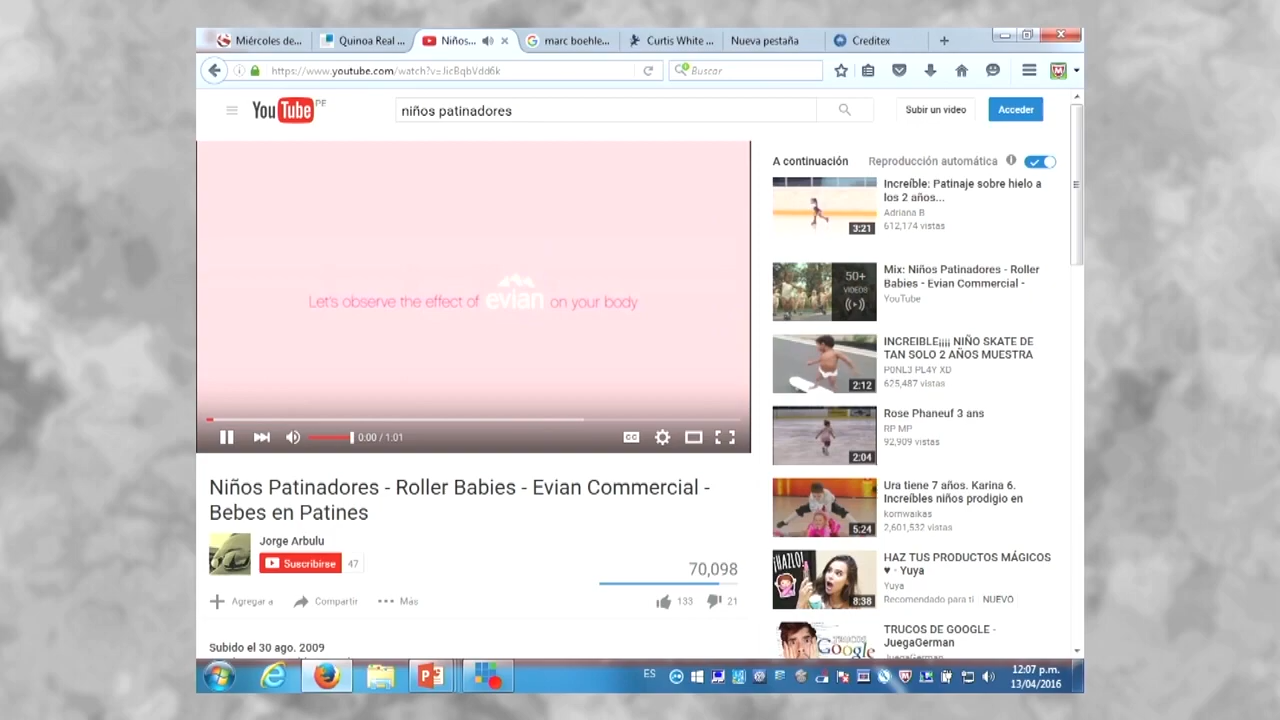 Miércoles de...
Quinoa Real ...
Niños...
marc boehle...
Curtis White ...
Nueva pestaña
Creditex
https://www.youtube.com/watch?v=
Buscar
YouTube PE
niños patinadores
Subir un video
Acceder
Let's observe the effect of evian on your body
0:00 / 1:01
CC
Niños Patinadores - Roller Babies - Evian Commercial -
Bebes en Patines
Jorge Arbulu
Suscribirse 47
70,098
Agregar a
Compartir
Más
133
21
Subido el 30 ago. 2009
A continuación
Reproducción automática
Increíble: Patinaje sobre hielo a
los 2 años...
Adriana B
612,174 vistas
3:21
Mix: Niños Patinadores - Roller
Babies - Evian Commercial -
YouTube
50+
VIDEOS
INCREIBLE¡¡¡¡ NIÑO SKATE DE
TAN SOLO 2 AÑOS MUESTRA
P0NL3 PL4Y XD
625,487 vistas
2:12
Rose Phaneuf 3 ans
RP MP
92,909 vistas
2:04
Ura tiene 7 años. Karina 6.
Increíbles niños prodigio en
komwaikas
2,601,532 vistas
5:24
HAZ TUS PRODUCTOS MÁGICOS
♥ - Yuya
Yuya
Recomendado para ti NUEVO
¡HAZLO!
8:38
TRUCOS DE GOOGLE -
JuegaGerman
JuegaGerman
TRUCOS DE
Google
ES
12:07 p.m.
13/04/2016